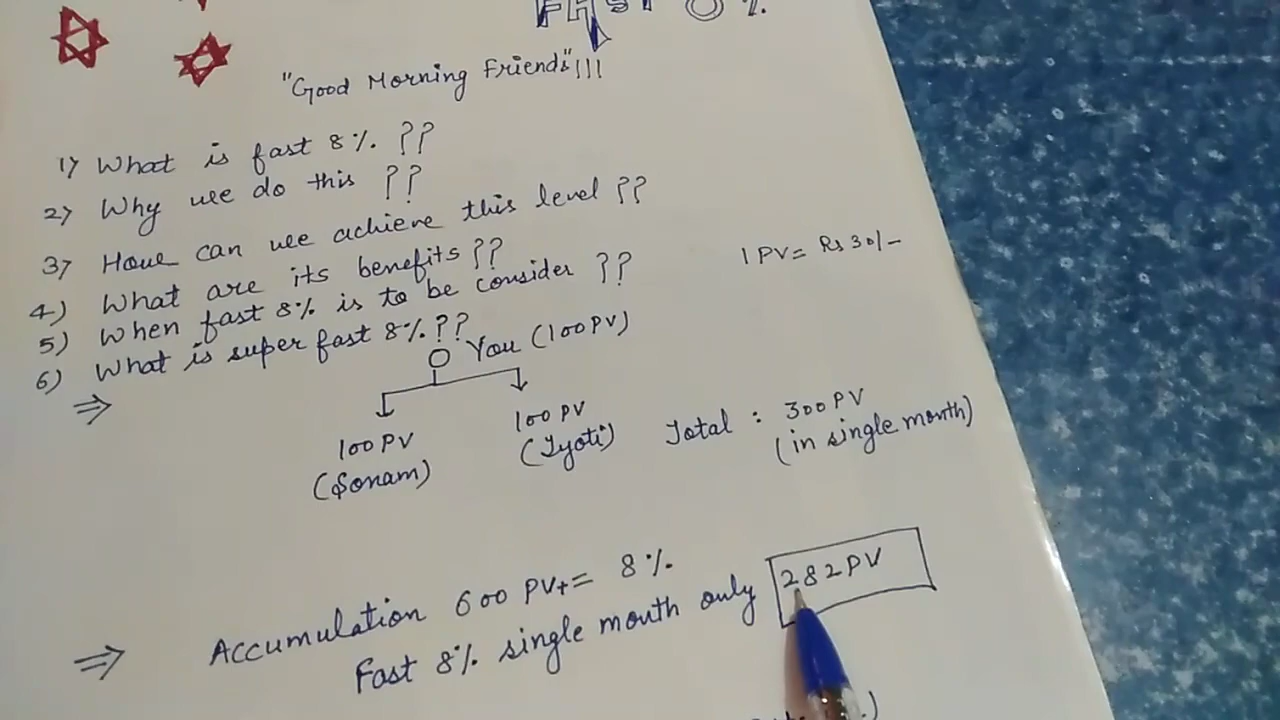 FAST 8%
"Good Morning Friends"!!!
1) What is fast 8%. ??
2) Why we do this ??
3) How can we achieve this level ??
4) What are its benefits ??
5) When fast 8% is to be consider ??
6) What is super fast 8% ??
1 PV = Rs 30/-
⇒ You (100 PV)
100 PV
(Sonam)
100 PV
(Jyoti)
Total : 300 PV
(in single month)
⇒ Accumulation 600 PV+ = 8%
Fast 8% single month only 282 PV